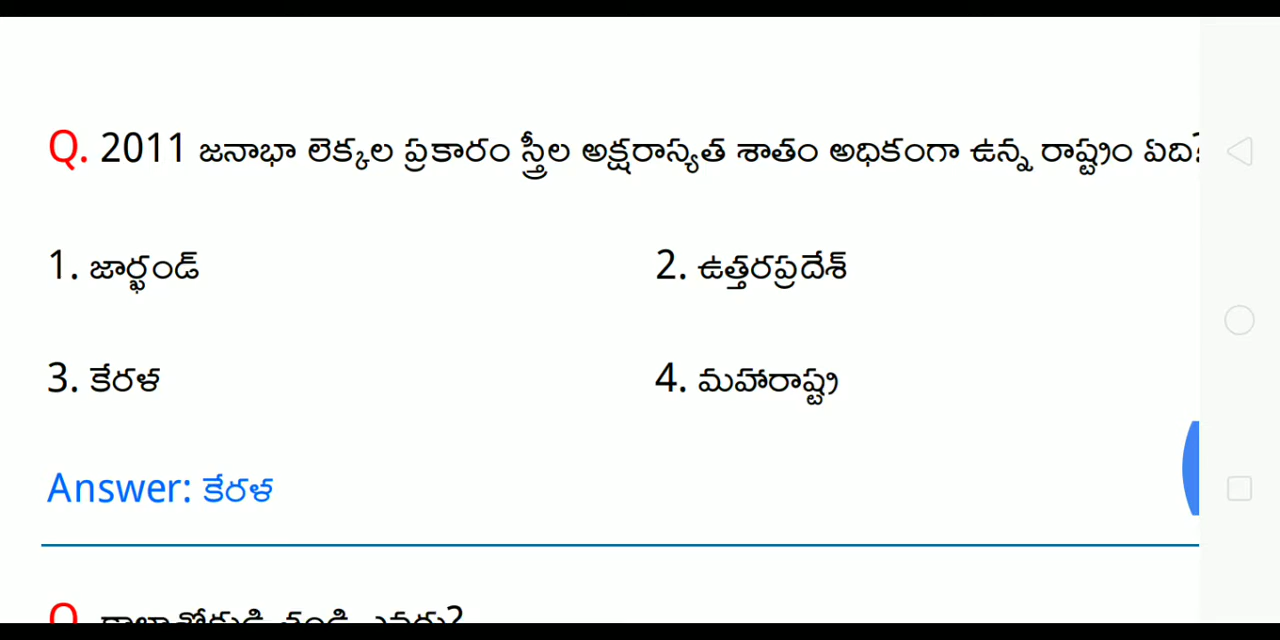 Q. 2011 జనాభా లెక్కల ప్రకారం స్త్రీల అక్షరాస్యత శాతం అధికంగా ఉన్న రాష్ట్రం ఏది?
1. జార్ఖండ్
2. ఉత్తరప్రదేశ్
3. కేరళ
4. మహారాష్ట్ర
Answer: కేరళ
Q.